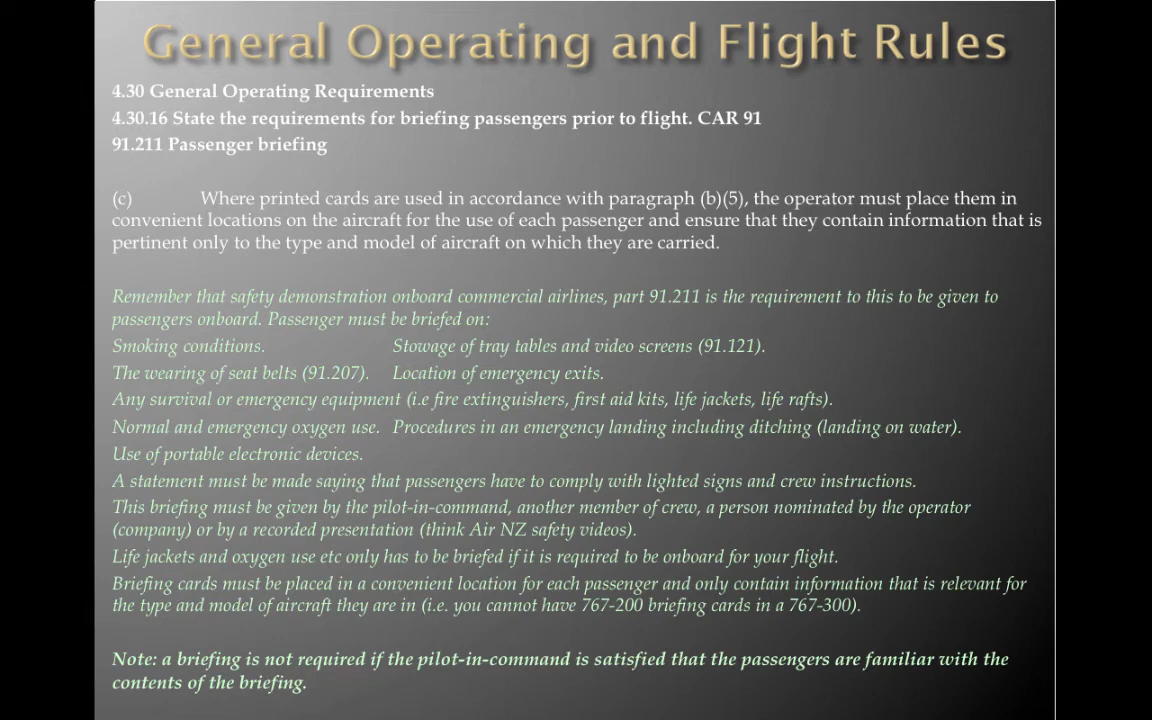 General Operating and Flight Rules
4.30 General Operating Requirements
4.30.16 State the requirements for briefing passengers prior to flight. CAR 91
91.211 Passenger briefing
(c) Where printed cards are used in accordance with paragraph (b)(5), the operator must place them in
convenient locations on the aircraft for the use of each passenger and ensure that they contain information that is
pertinent only to the type and model of aircraft on which they are carried.
Remember that safety demonstration onboard commercial airlines, part 91.211 is the requirement to this to be given to
passengers onboard. Passenger must be briefed on:
Smoking conditions. Stowage of tray tables and video screens (91.121).
The wearing of seat belts (91.207). Location of emergency exits.
Any survival or emergency equipment (i.e fire extinguishers, first aid kits, life jackets, life rafts).
Normal and emergency oxygen use. Procedures in an emergency landing including ditching (landing on water).
Use of portable electronic devices.
A statement must be made saying that passengers have to comply with lighted signs and crew instructions.
This briefing must be given by the pilot-in-command, another member of crew, a person nominated by the operator
(company) or by a recorded presentation (think Air NZ safety videos).
Life jackets and oxygen use etc only has to be briefed if it is required to be onboard for your flight.
Briefing cards must be placed in a convenient location for each passenger and only contain information that is relevant for
the type and model of aircraft they are in (i.e. you cannot have 767-200 briefing cards in a 767-300).
Note: a briefing is not required if the pilot-in-command is satisfied that the passengers are familiar with the
contents of the briefing.